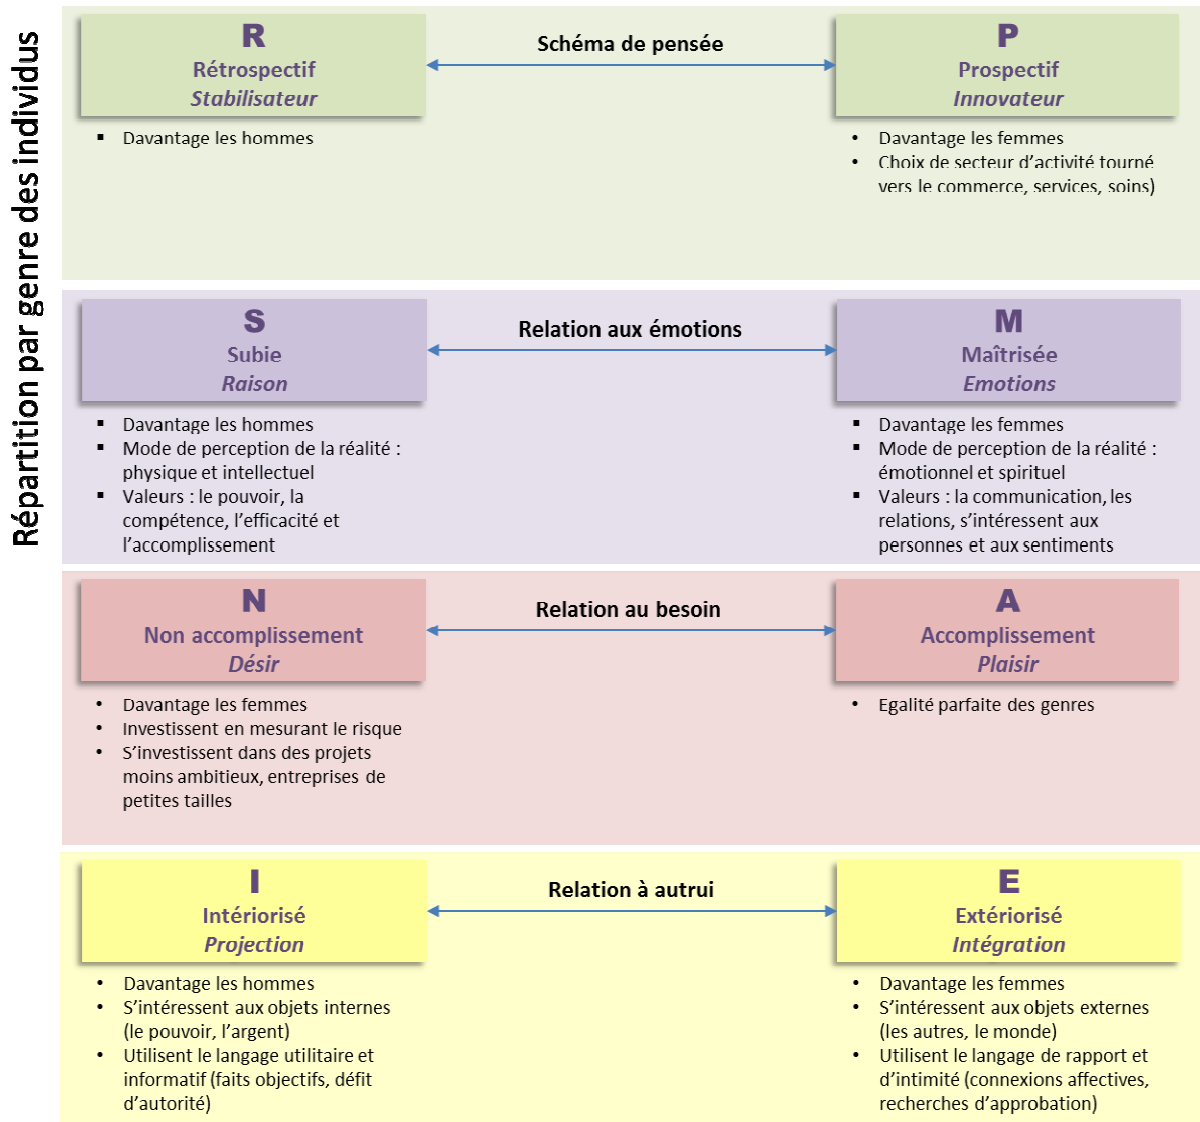 Répartition par genre des individus
R
Rétrospectif
Stabilisateur
Schéma de pensée
P
Prospectif
Innovateur
▪ Davantage les hommes
• Davantage les femmes
• Choix de secteur d’activité tourné
vers le commerce, services, soins)
S
Subie
Raison
Relation aux émotions
M
Maîtrisée
Emotions
▪ Davantage les hommes
▪ Mode de perception de la réalité :
physique et intellectuel
▪ Valeurs : le pouvoir, la
compétence, l’efficacité et
l’accomplissement
▪ Davantage les femmes
▪ Mode de perception de la réalité :
émotionnel et spirituel
▪ Valeurs : la communication, les
relations, s’intéressent aux
personnes et aux sentiments
N
Non accomplissement
Désir
Relation au besoin
A
Accomplissement
Plaisir
• Davantage les femmes
• Investissent en mesurant le risque
• S’investissent dans des projets
moins ambitieux, entreprises de
petites tailles
• Egalité parfaite des genres
I
Intériorisé
Projection
Relation à autrui
E
Extériorisé
Intégration
• Davantage les hommes
• S’intéressent aux objets internes
(le pouvoir, l’argent)
• Utilisent le langage utilitaire et
informatif (faits objectifs, défit
d’autorité)
• Davantage les femmes
• S’intéressent aux objets externes
(les autres, le monde)
• Utilisent le langage de rapport et
d’intimité (connexions affectives,
recherches d’approbation)